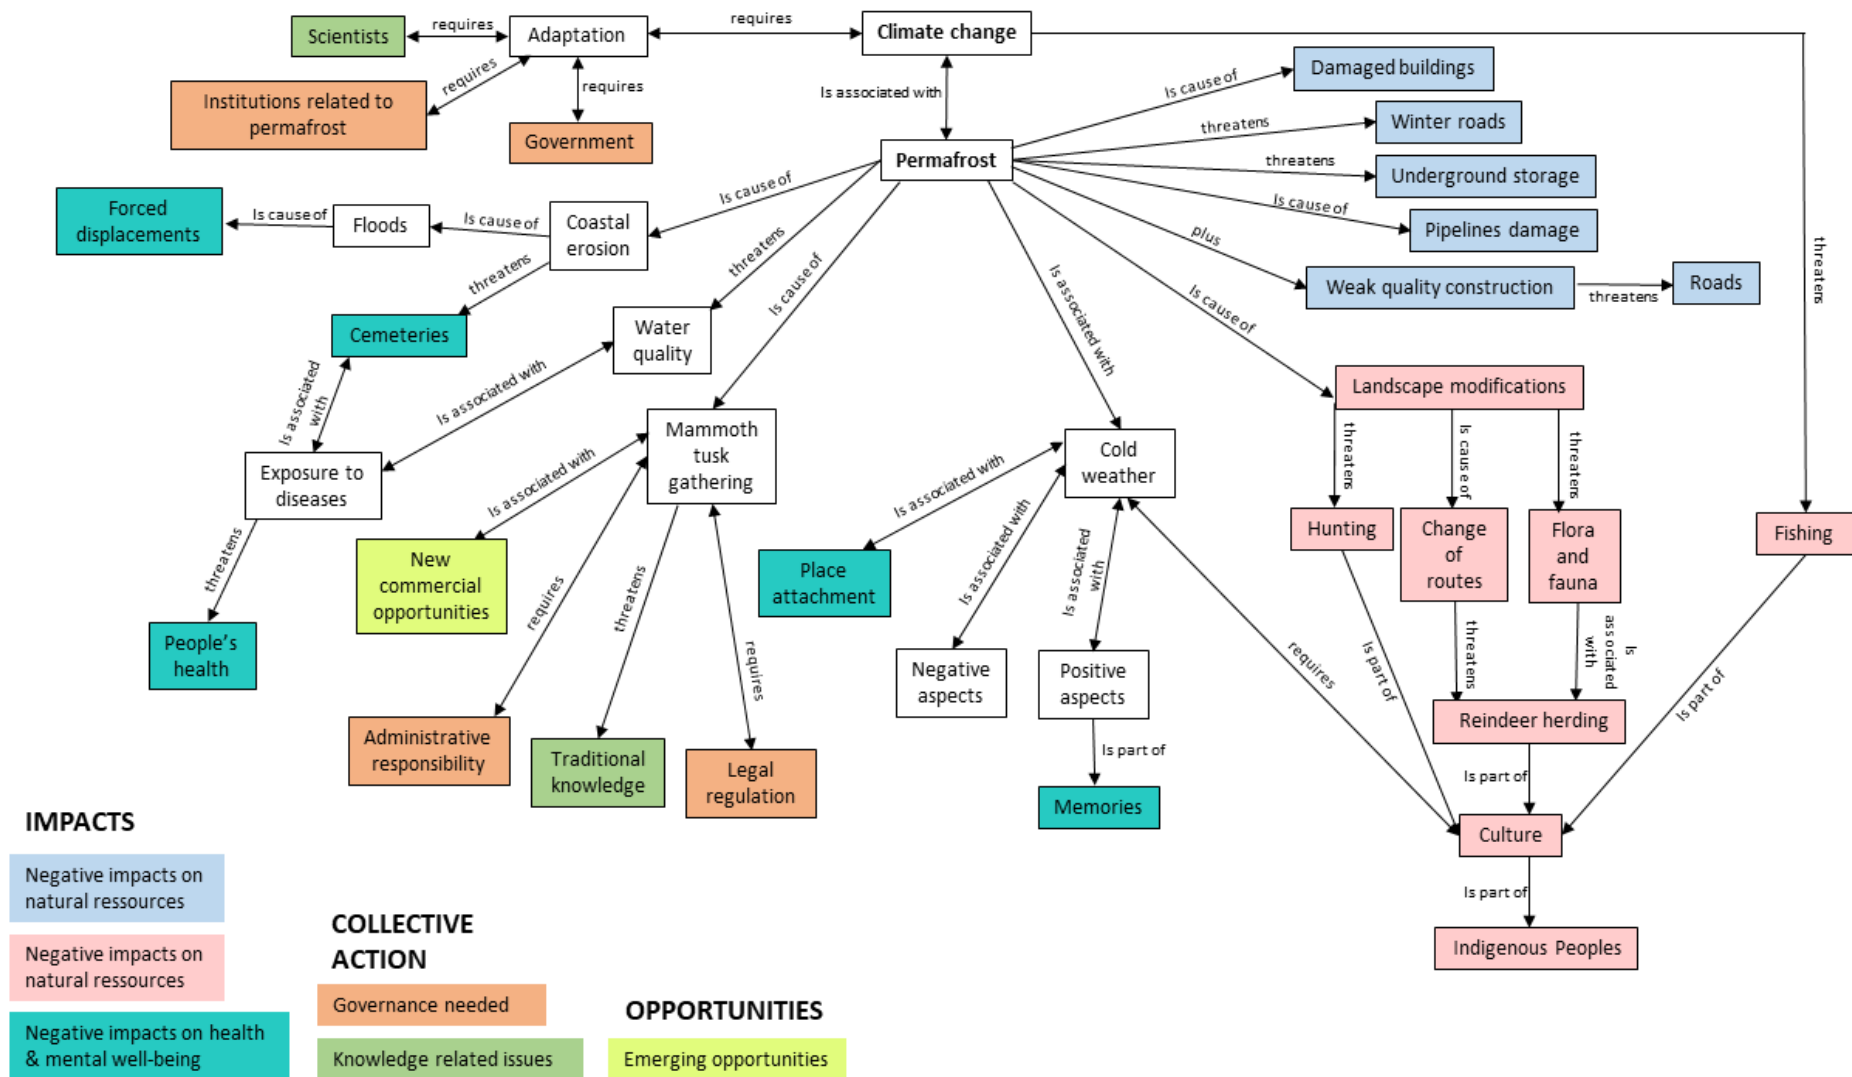 Scientists
requires
Adaptation
requires
Climate change
requires
Institutions related to
permafrost
requires
Government
Is associated with
Permafrost
Is cause of
Damaged buildings
threatens
Winter roads
threatens
Underground storage
Is cause of
Pipelines damage
plus
Weak quality construction
threatens
Roads
threatens
Forced
displacements
Is cause of
Floods
Is cause of
Coastal
erosion
Is cause of
threatens
threatens
Is cause of
Is associated with
Is cause of
Cemeteries
Water
quality
Is associated
with
Is associated with
Exposure to
diseases
threatens
People's
health
Mammoth
tusk
gathering
Is associated with
New
commercial
opportunities
requires
threatens
requires
Administrative
responsibility
Traditional
knowledge
Legal
regulation
Cold
weather
Is associated with
Place
attachment
Is associated with
Is associated
with
requires
Negative
aspects
Positive
aspects
Is part of
Memories
Landscape modifications
threatens
Is cause of
threatens
Hunting
Change
of
routes
Flora
and
fauna
Fishing
Is part of
threatens
Is
associated
with
Is part of
Reindeer herding
Is part of
Culture
Is part of
Indigenous Peoples
IMPACTS
Negative impacts on
natural ressources
Negative impacts on
natural ressources
Negative impacts on health
& mental well-being
COLLECTIVE
ACTION
Governance needed
Knowledge related issues
OPPORTUNITIES
Emerging opportunities